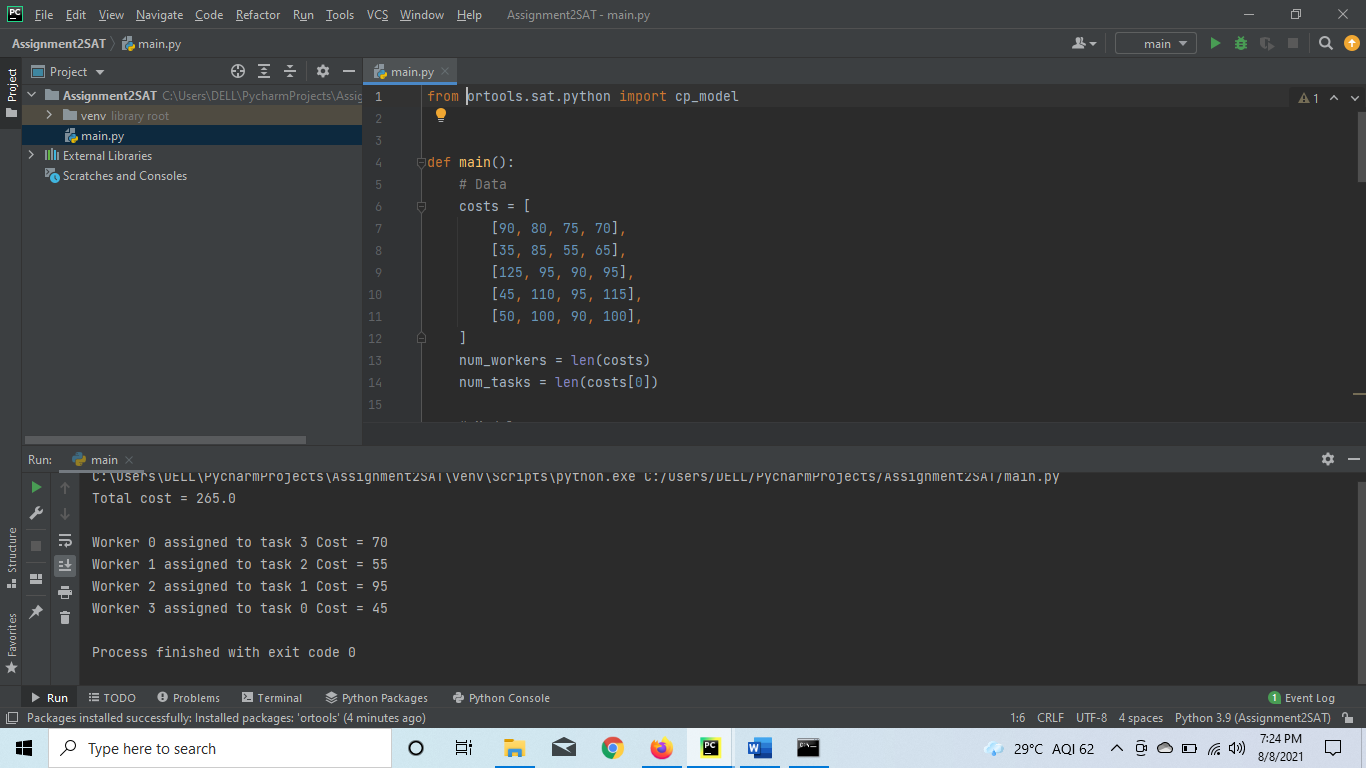 PC File Edit View Navigate Code Refactor Run Tools VCS Window Help Assignment2SAT - main.py
Assignment2SAT main.py main
Project main.py
Project
Assignment2SAT C:\Users\DELL\PycharmProjects\Assig
venv library root
main.py
External Libraries
Scratches and Consoles
1 from ortools.sat.python import cp_model
1
2
3
4 def main():
5 # Data
6 costs = [
7 [90, 80, 75, 70],
8 [35, 85, 55, 65],
9 [125, 95, 90, 95],
10 [45, 110, 95, 115],
11 [50, 100, 90, 100],
12 ]
13 num_workers = len(costs)
14 num_tasks = len(costs[0])
15
Run: main
C:\Users\DELL\PycharmProjects\Assignment2SAT\venv\Scripts\python.exe C:/Users/DELL/PycharmProjects/Assignment2SAT/main.py
Total cost = 265.0
Worker 0 assigned to task 3 Cost = 70
Worker 1 assigned to task 2 Cost = 55
Worker 2 assigned to task 1 Cost = 95
Worker 3 assigned to task 0 Cost = 45
Process finished with exit code 0
Structure
Favorites
Run TODO Problems Terminal Python Packages Python Console 1 Event Log
Packages installed successfully: Installed packages: 'ortools' (4 minutes ago) 1:6 CRLF UTF-8 4 spaces Python 3.9 (Assignment2SAT)
Type here to search PC W 29°C AQI 62 7:24 PM
8/8/2021